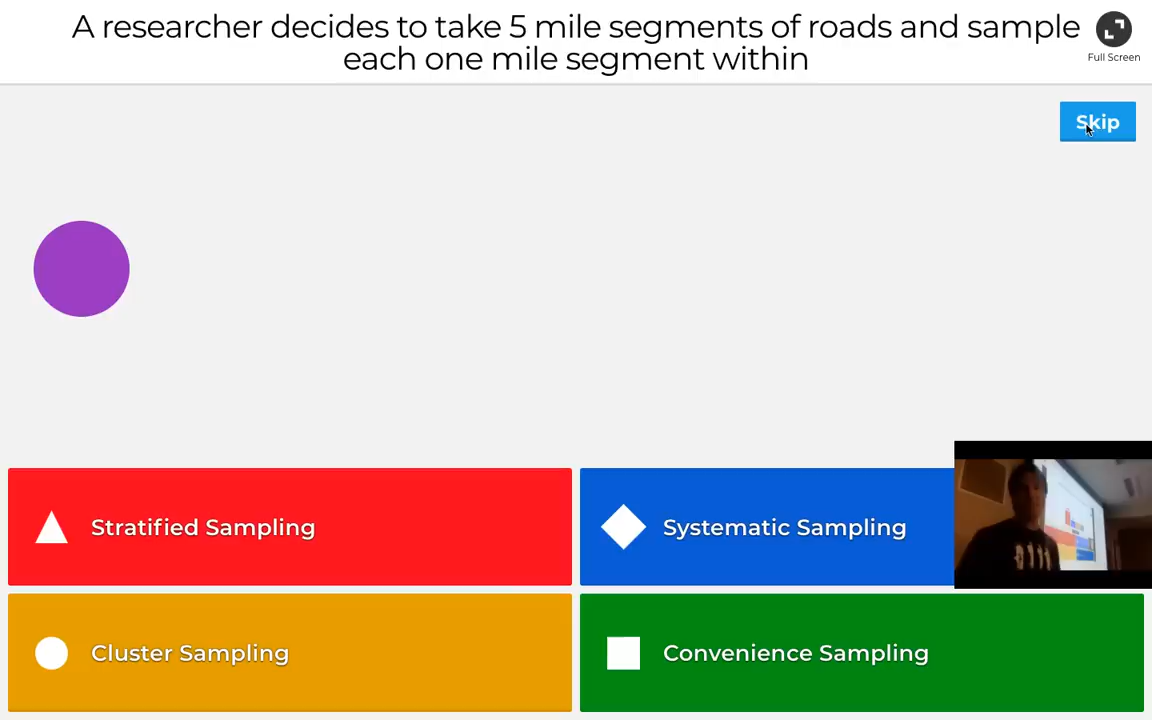 A researcher decides to take 5 mile segments of roads and sample
each one mile segment within
Full Screen
Skip
Stratified Sampling
Systematic Sampling
Cluster Sampling
Convenience Sampling